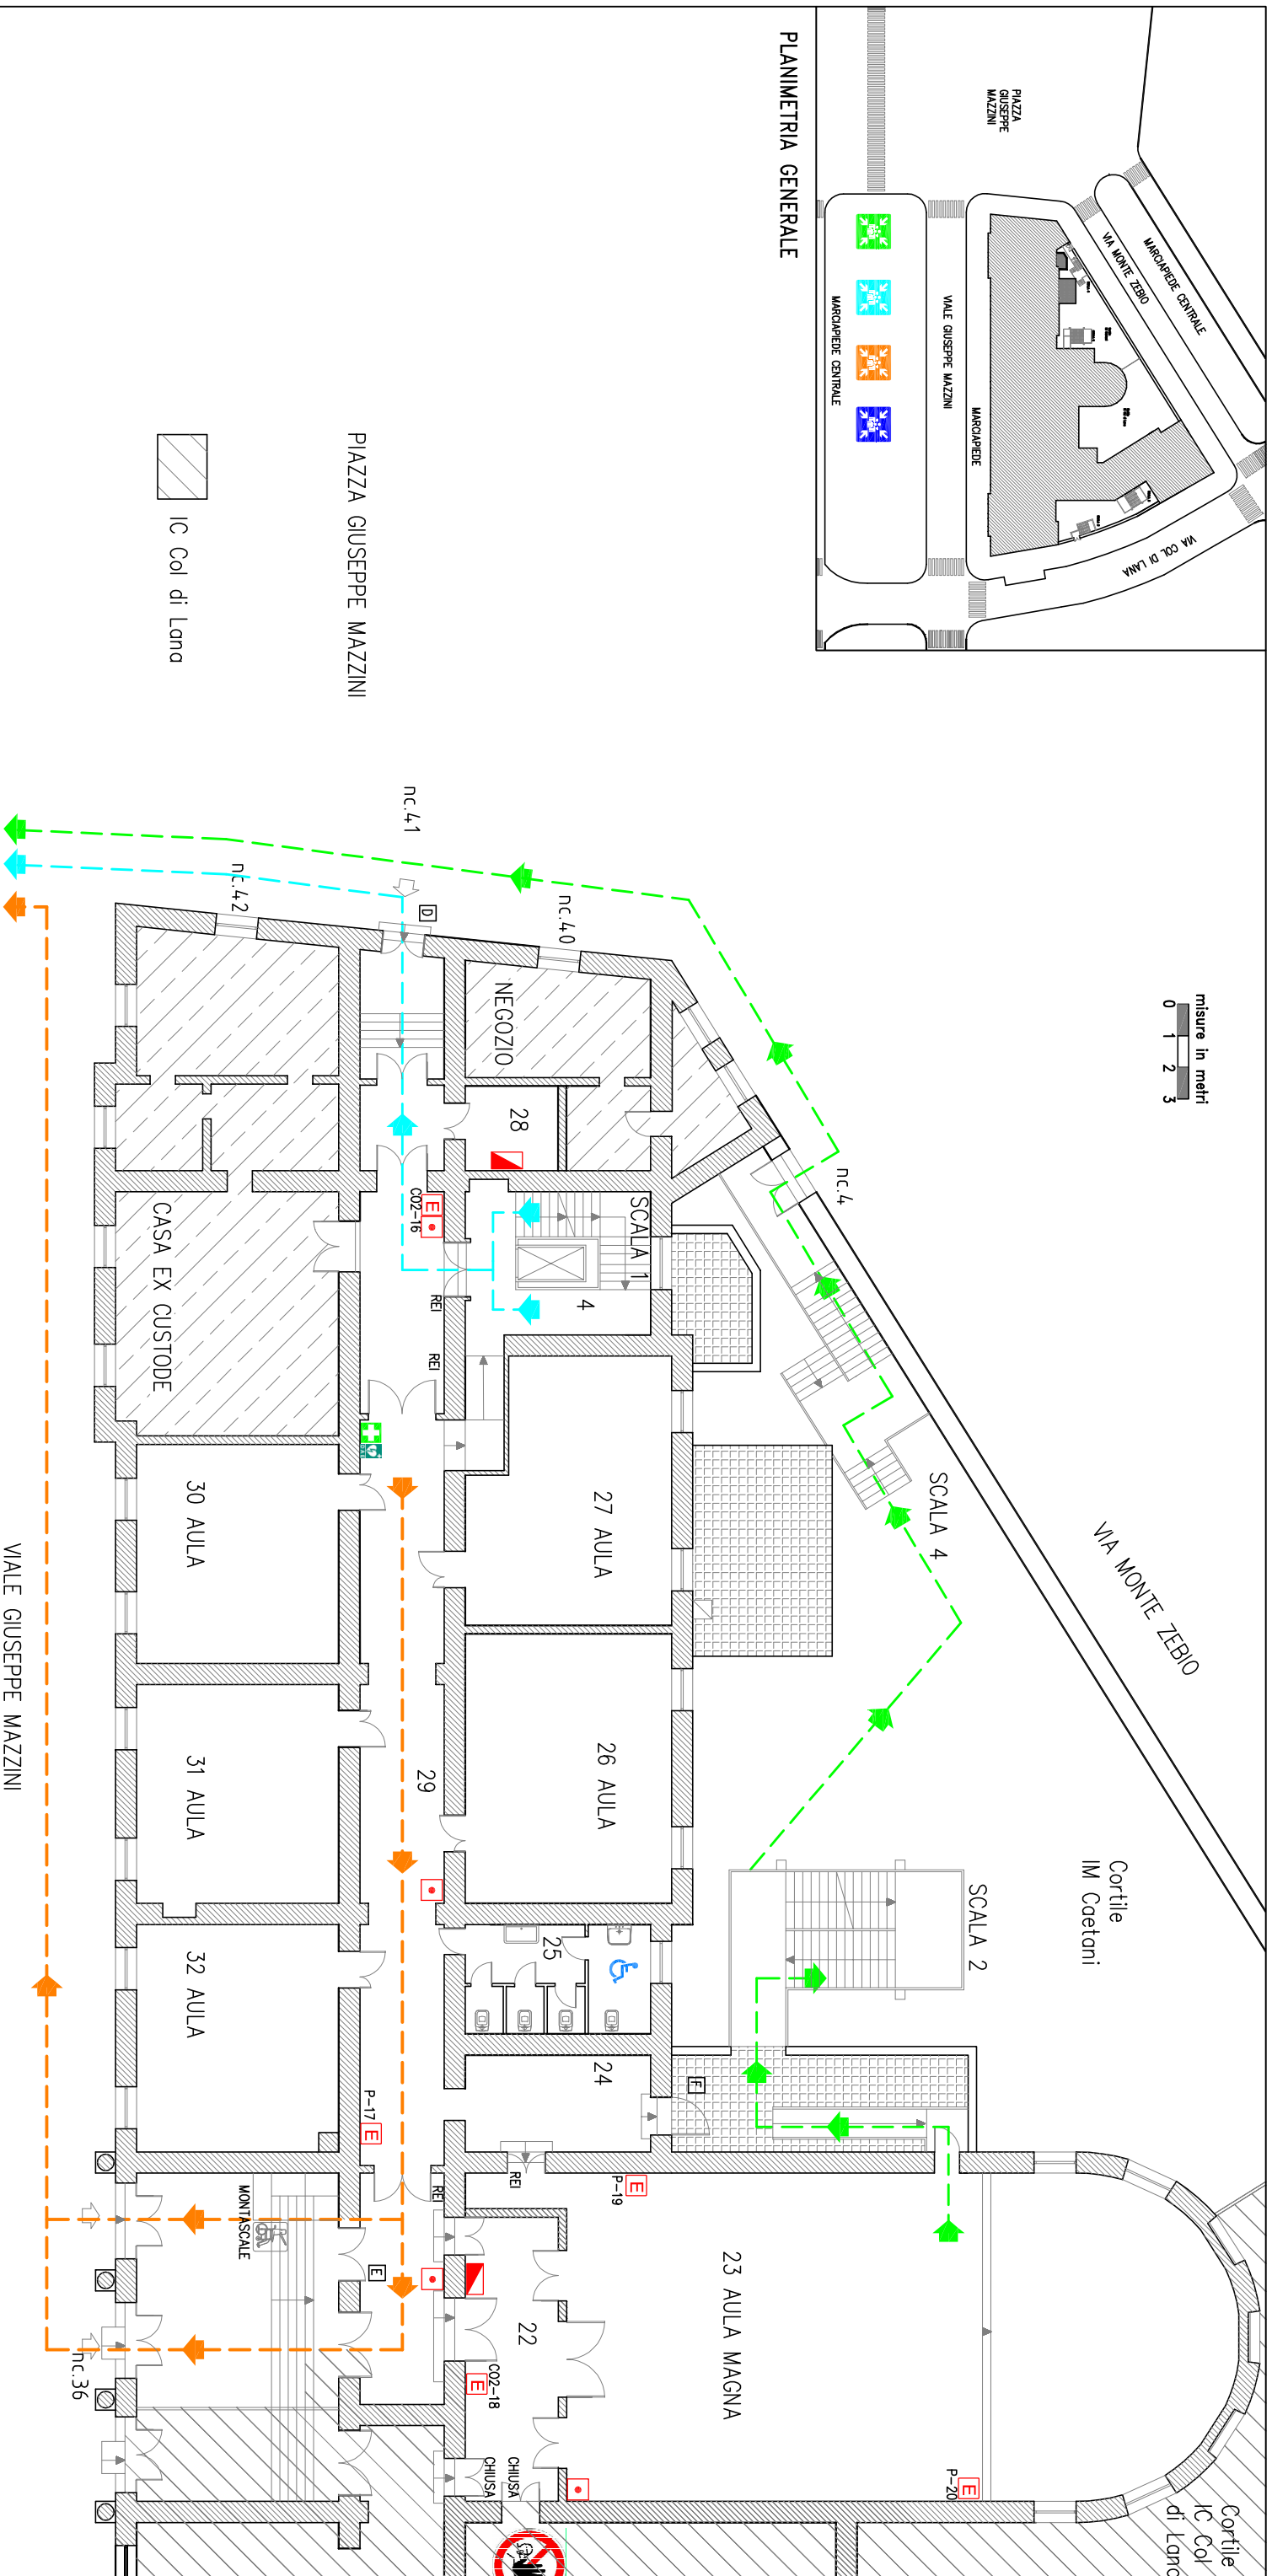 PLANIMETRIA GENERALE
PIAZZA
GIUSEPPE
MAZZINI
MARCIAPIEDE CENTRALE
VIA MONTE ZEBIO
MARCIAPIEDE CENTRALE
VIALE GIUSEPPE MAZZINI
MARCIAPIEDE
VIA COL DI LANA
misure in metri
0 1 2 3
PIAZZA GIUSEPPE MAZZINI
IC Col di Lana
nc.41
nc.42
nc.40
nc.4
D
NEGOZIO
28
SCALA 1
4
CO2-16
E
REI
REI
CASA EX CUSTODE
SCALA 4
VIA MONTE ZEBIO
30 AULA
27 AULA
VIALE GIUSEPPE MAZZINI
31 AULA
29
26 AULA
Cortile
IM Caetani
SCALA 2
32 AULA
25
24
F
P-17
E
REI
REI
P-19
E
MONTASCALE
E
23 AULA MAGNA
22
CO2-18
E
nc.36
CHIUSA
CHIUSA
P-20
E
Cortile
IC Col
di Lana